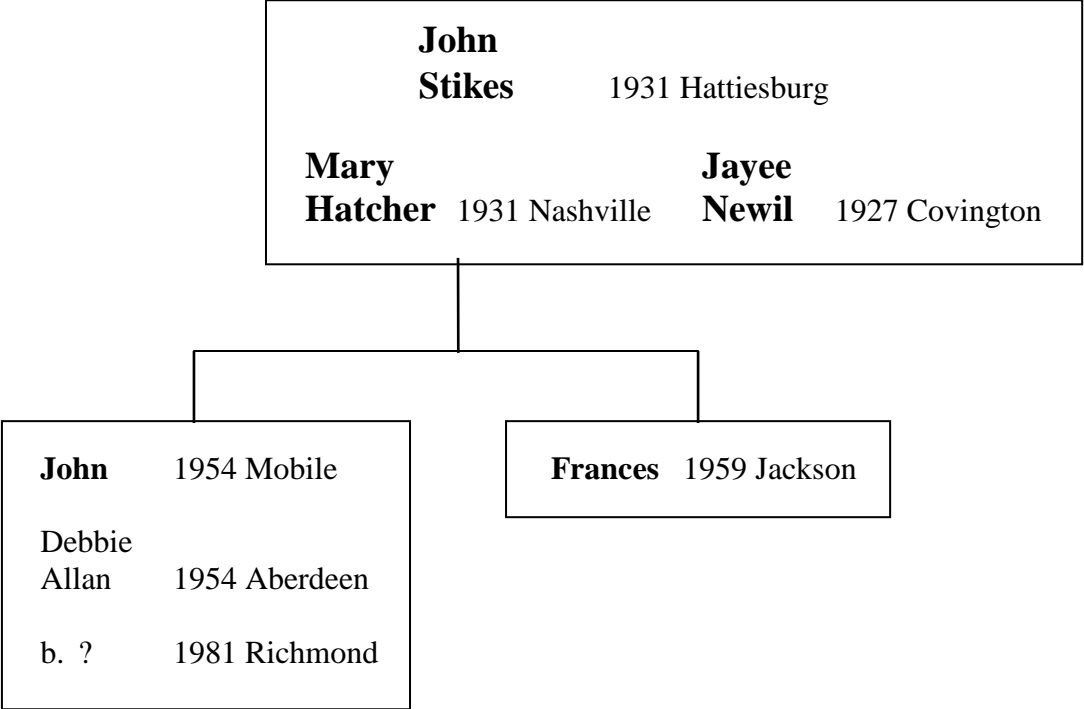 John
Stikes 1931 Hattiesburg
Mary
Hatcher 1931 Nashville
Jayee
Newil 1927 Covington
John 1954 Mobile
Debbie
Allan 1954 Aberdeen
b. ? 1981 Richmond
Frances 1959 Jackson